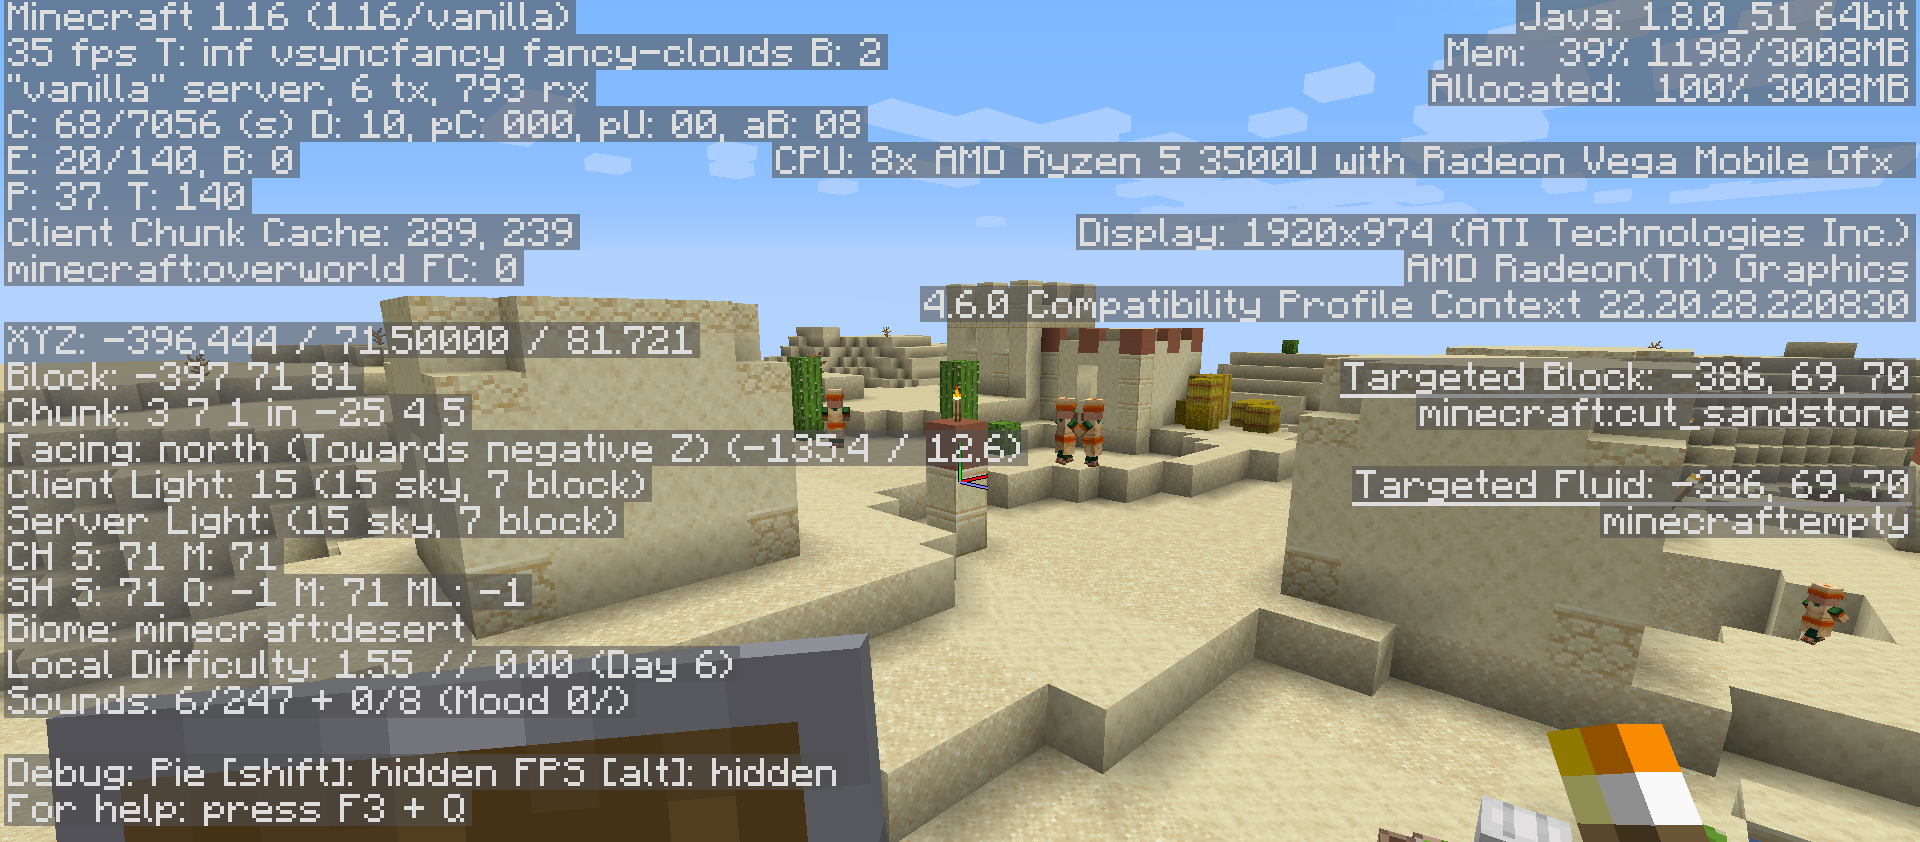 Minecraft 1.16 (1.16/vanilla)
35 fps T: inf vsyncfancy fancy-clouds B: 2
"vanilla" server, 6 tx, 793 rx
C: 68/7056 (s) D: 10, pC: 000, pU: 00, aB: 08
E: 20/140, B: 0
P: 37. T: 140
Client Chunk Cache: 289, 239
minecraft:overworld FC: 0
XYZ: -396.444 / 71.50000 / 81.721
Block: -397 71 81
Chunk: 3 7 1 in -25 4 5
Facing: north (Towards negative Z) (-135.4 / 12.6)
Client Light: 15 (15 sky, 7 block)
Server Light: (15 sky, 7 block)
CH S: 71 M: 71
SH S: 71 O: -1 M: 71 ML: -1
Biome: minecraft:desert
Local Difficulty: 1.55 // 0.00 (Day 6)
Sounds: 6/247 + 0/8 (Mood 0%)
Debug: Pie [shift]: hidden FPS [alt]: hidden
For help: press F3 + Q
Java: 1.8.0_51 64bit
Mem: 39% 1198/3008MB
Allocated: 100% 3008MB
CPU: 8x AMD Ryzen 5 3500U with Radeon Vega Mobile Gfx
Display: 1920x974 (ATI Technologies Inc.)
AMD Radeon(TM) Graphics
4.6.0 Compatibility Profile Context 22.20.28.220830
Targeted Block: -386, 69, 70
minecraft:cut_sandstone
Targeted Fluid: -386, 69, 70
minecraft:empty